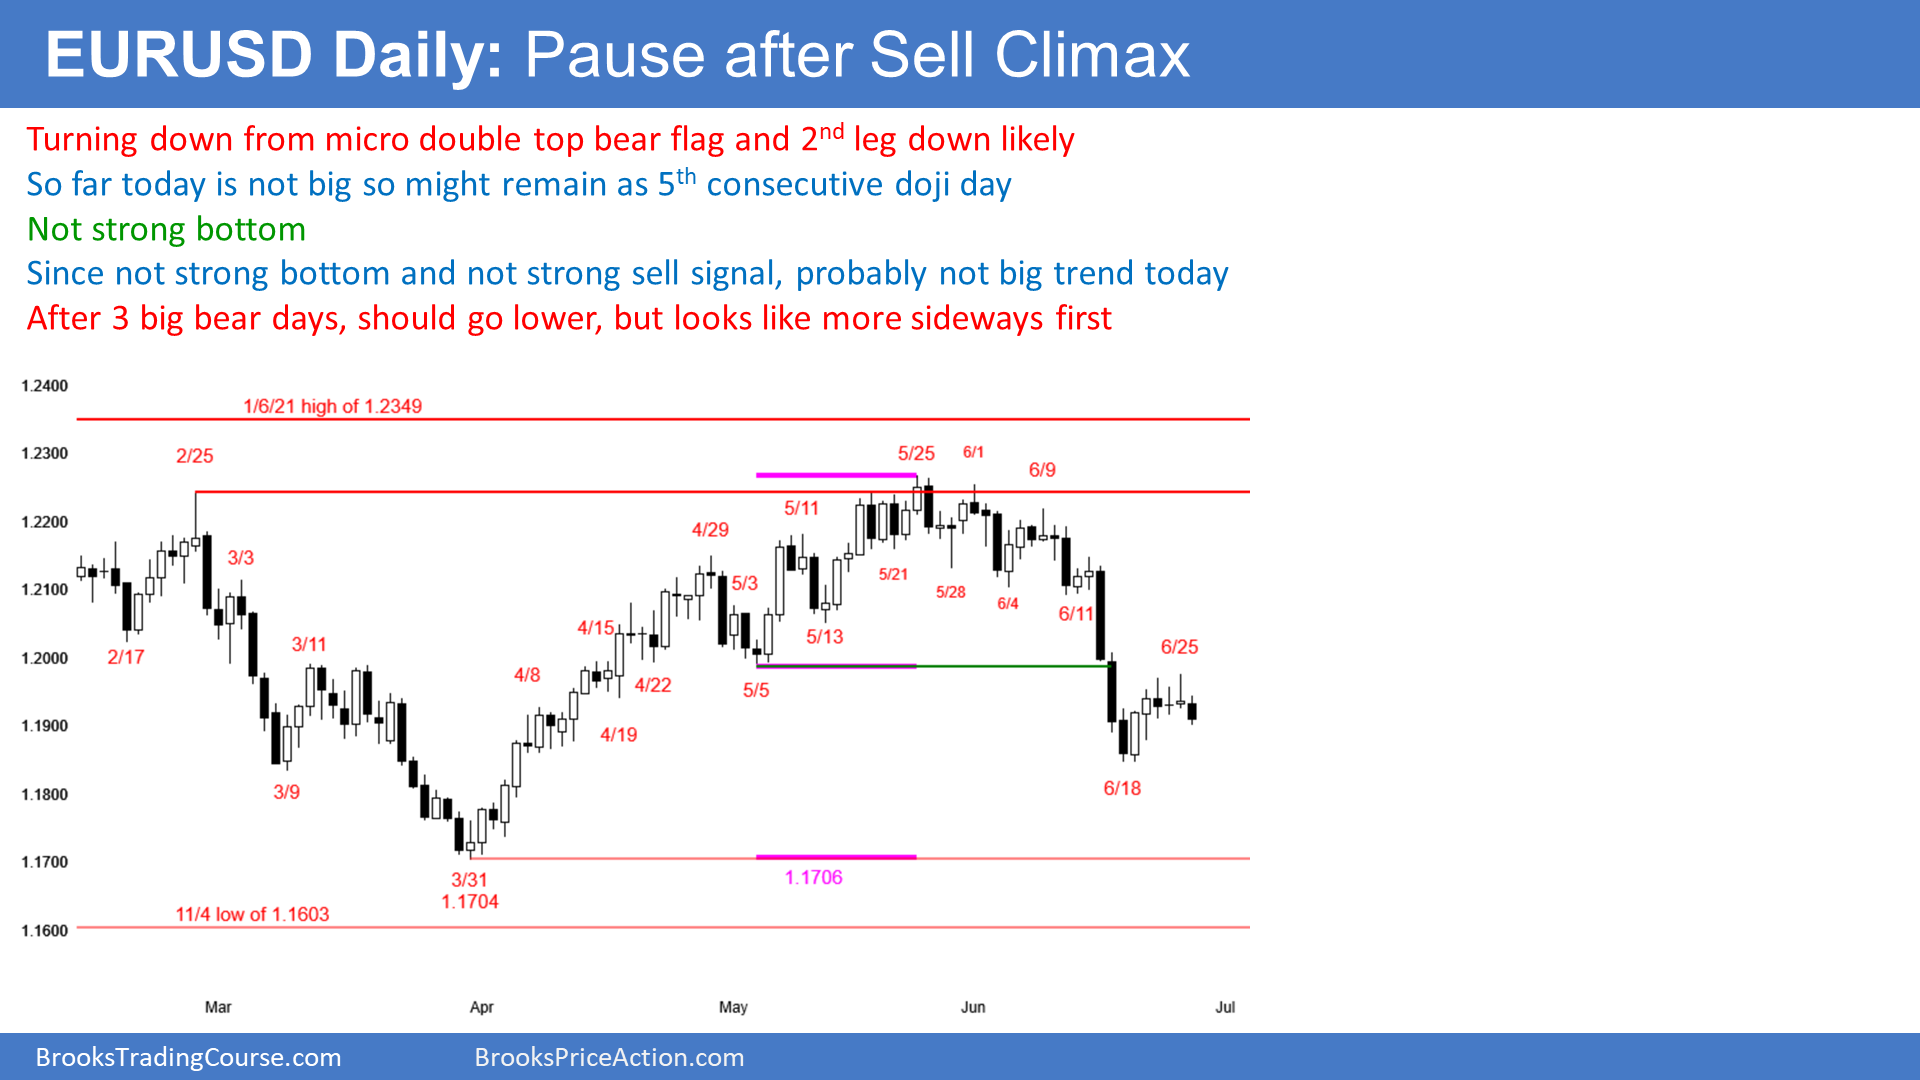 EURUSD Daily: Pause after Sell Climax
Turning down from micro double top bear flag and 2nd leg down likely
So far today is not big so might remain as 5th consecutive doji day
Not strong bottom
Since not strong bottom and not strong sell signal, probably not big trend today
After 3 big bear days, should go lower, but looks like more sideways first
1.2400
1/6/21 high of 1.2349
1.2300
2/25
5/25
6/1
6/9
1.2200
5/11
4/29
3/3
5/3
5/21
1.2100
5/28
6/4
6/11
4/15
5/13
3/11
6/25
1.2000
2/17
4/8
4/22
5/5
1.1900
4/19
3/9
6/18
1.1800
1.1700
3/31
1.1704
1.1706
11/4 low of 1.1603
1.1600
Mar
Apr
May
Jun
Jul
BrooksTradingCourse.com
BrooksPriceAction.com